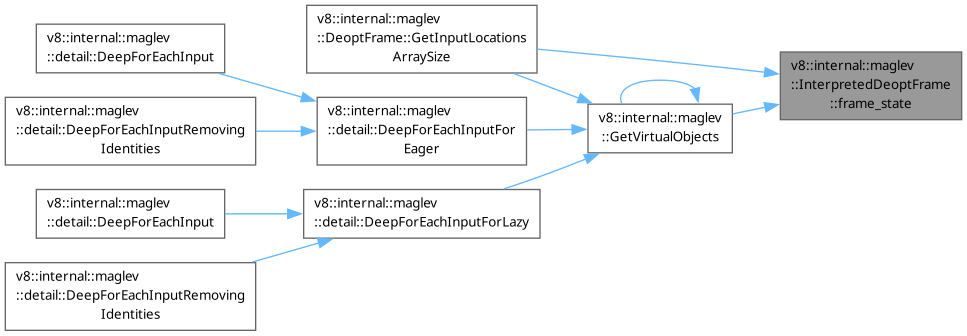 v8::internal::maglev
::detail::DeepForEachInput
v8::internal::maglev
::detail::DeepForEachInputRemoving
Identities
v8::internal::maglev
::detail::DeepForEachInput
v8::internal::maglev
::detail::DeepForEachInputRemoving
Identities
v8::internal::maglev
::DeoptFrame::GetInputLocations
ArraySize
v8::internal::maglev
::detail::DeepForEachInputFor
Eager
v8::internal::maglev
::detail::DeepForEachInputForLazy
v8::internal::maglev
::GetVirtualObjects
v8::internal::maglev
::InterpretedDeoptFrame
::frame_state